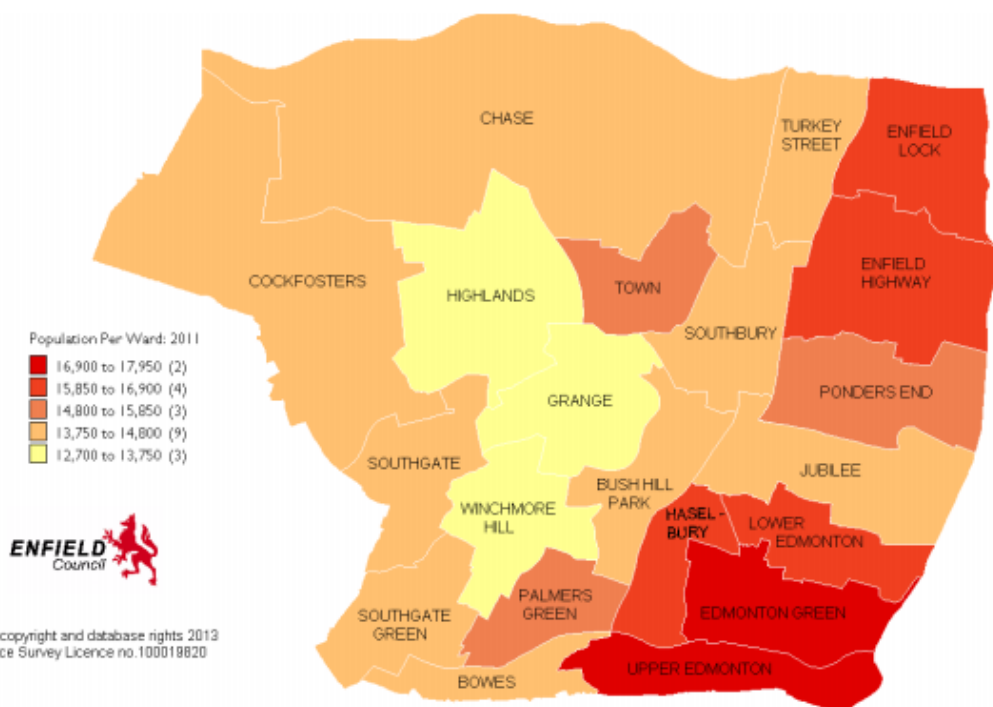 CHASE
TURKEY
STREET
ENFIELD
LOCK
COCKFOSTERS
HIGHLANDS
TOWN
ENFIELD
HIGHWAY
SOUTHBURY
Population Per Ward: 2011
16,900 to 17,950 (2)
15,850 to 16,900 (4)
14,800 to 15,850 (3)
13,750 to 14,800 (9)
12,700 to 13,750 (3)
GRANGE
PONDERS END
SOUTHGATE
BUSH HILL
PARK
JUBILEE
WINCHMORE
HILL
HASEL-
BURY
LOWER
EDMONTON
ENFIELD
Council
PALMERS
GREEN
EDMONTON GREEN
SOUTHGATE
GREEN
copyright and database rights 2013
ce Survey Licence no.100019820
UPPER EDMONTON
BOWES